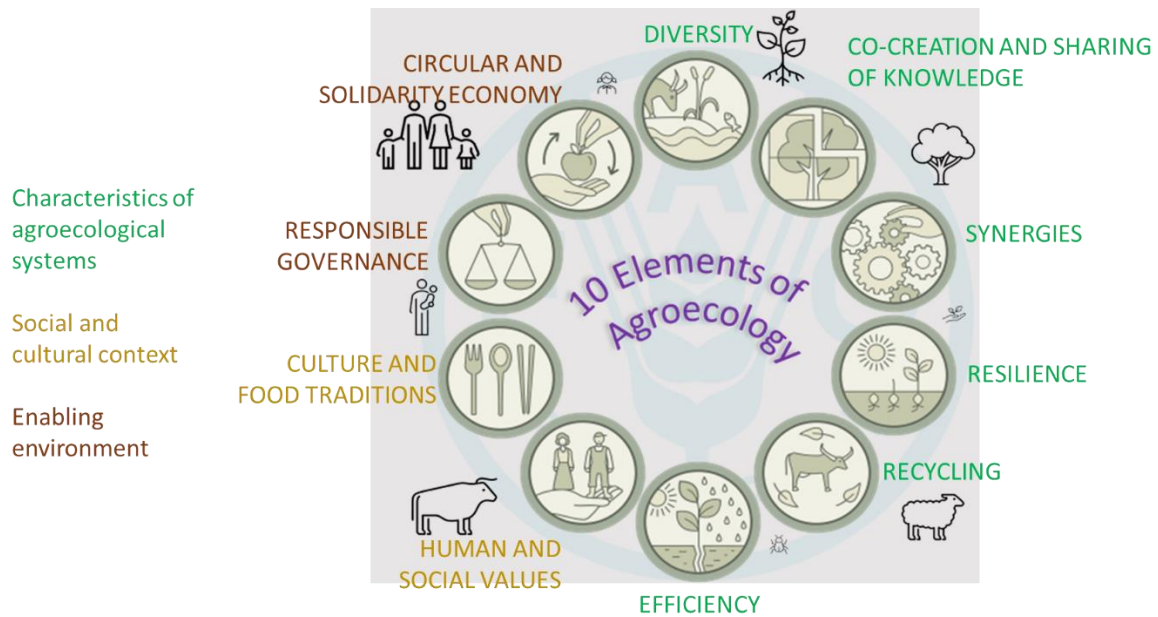 DIVERSITY
CO-CREATION AND SHARING
OF KNOWLEDGE
CIRCULAR AND
SOLIDARITY ECONOMY
Characteristics of
agroecological
systems
RESPONSIBLE
GOVERNANCE
SYNERGIES
10 Elements of
Agroecology
Social and
cultural context
CULTURE AND
FOOD TRADITIONS
RESILIENCE
Enabling
environment
RECYCLING
HUMAN AND
SOCIAL VALUES
EFFICIENCY